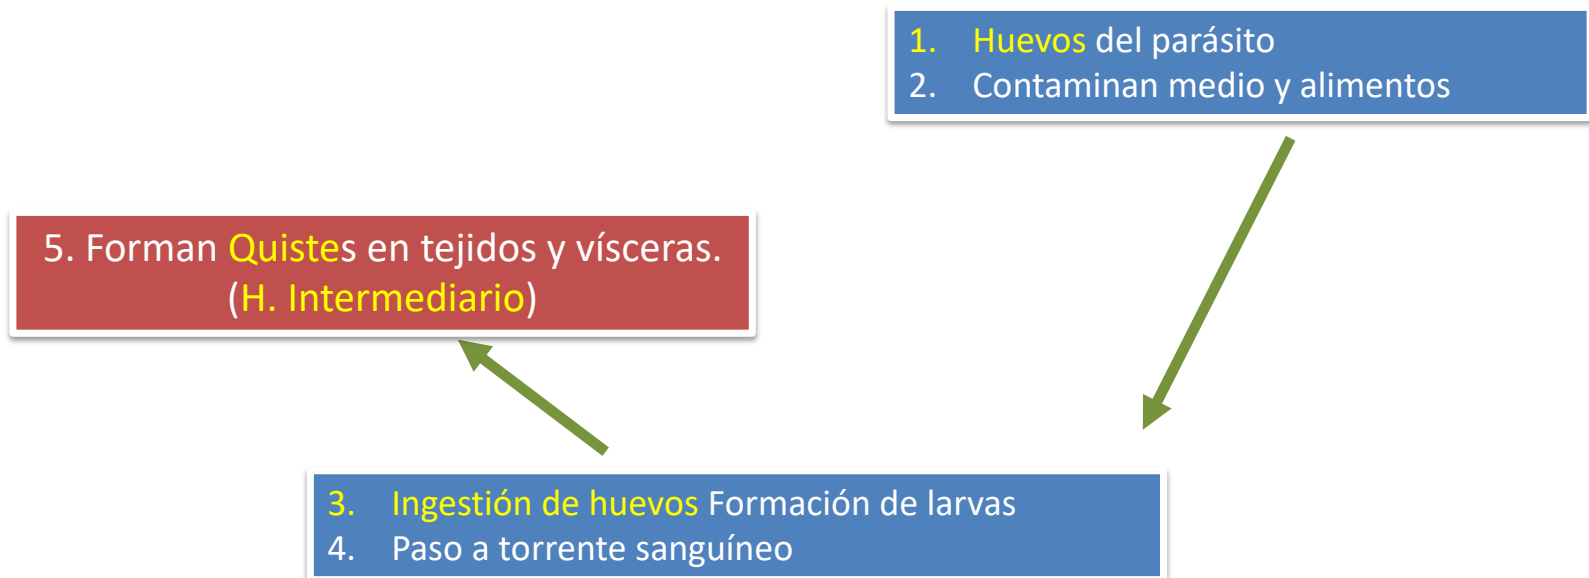 1. Huevos del parásito
2. Contaminan medio y alimentos
5. Forman Quistes en tejidos y vísceras.
(H. Intermediario)
3. Ingestión de huevos Formación de larvas
4. Paso a torrente sanguíneo